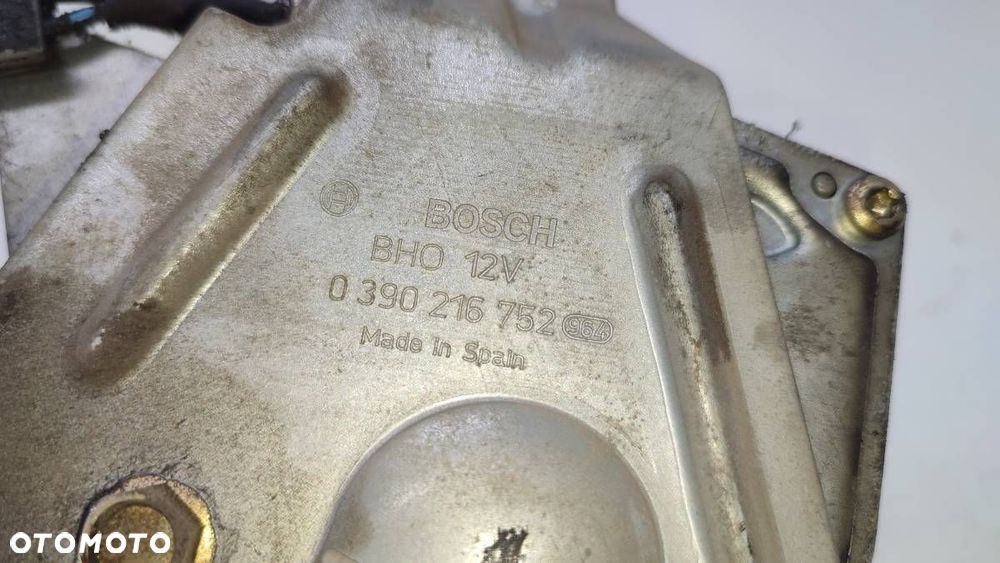 BOSCH
BHO 12V
0 390 216 752 964
Made in Spain
OTOMOTO